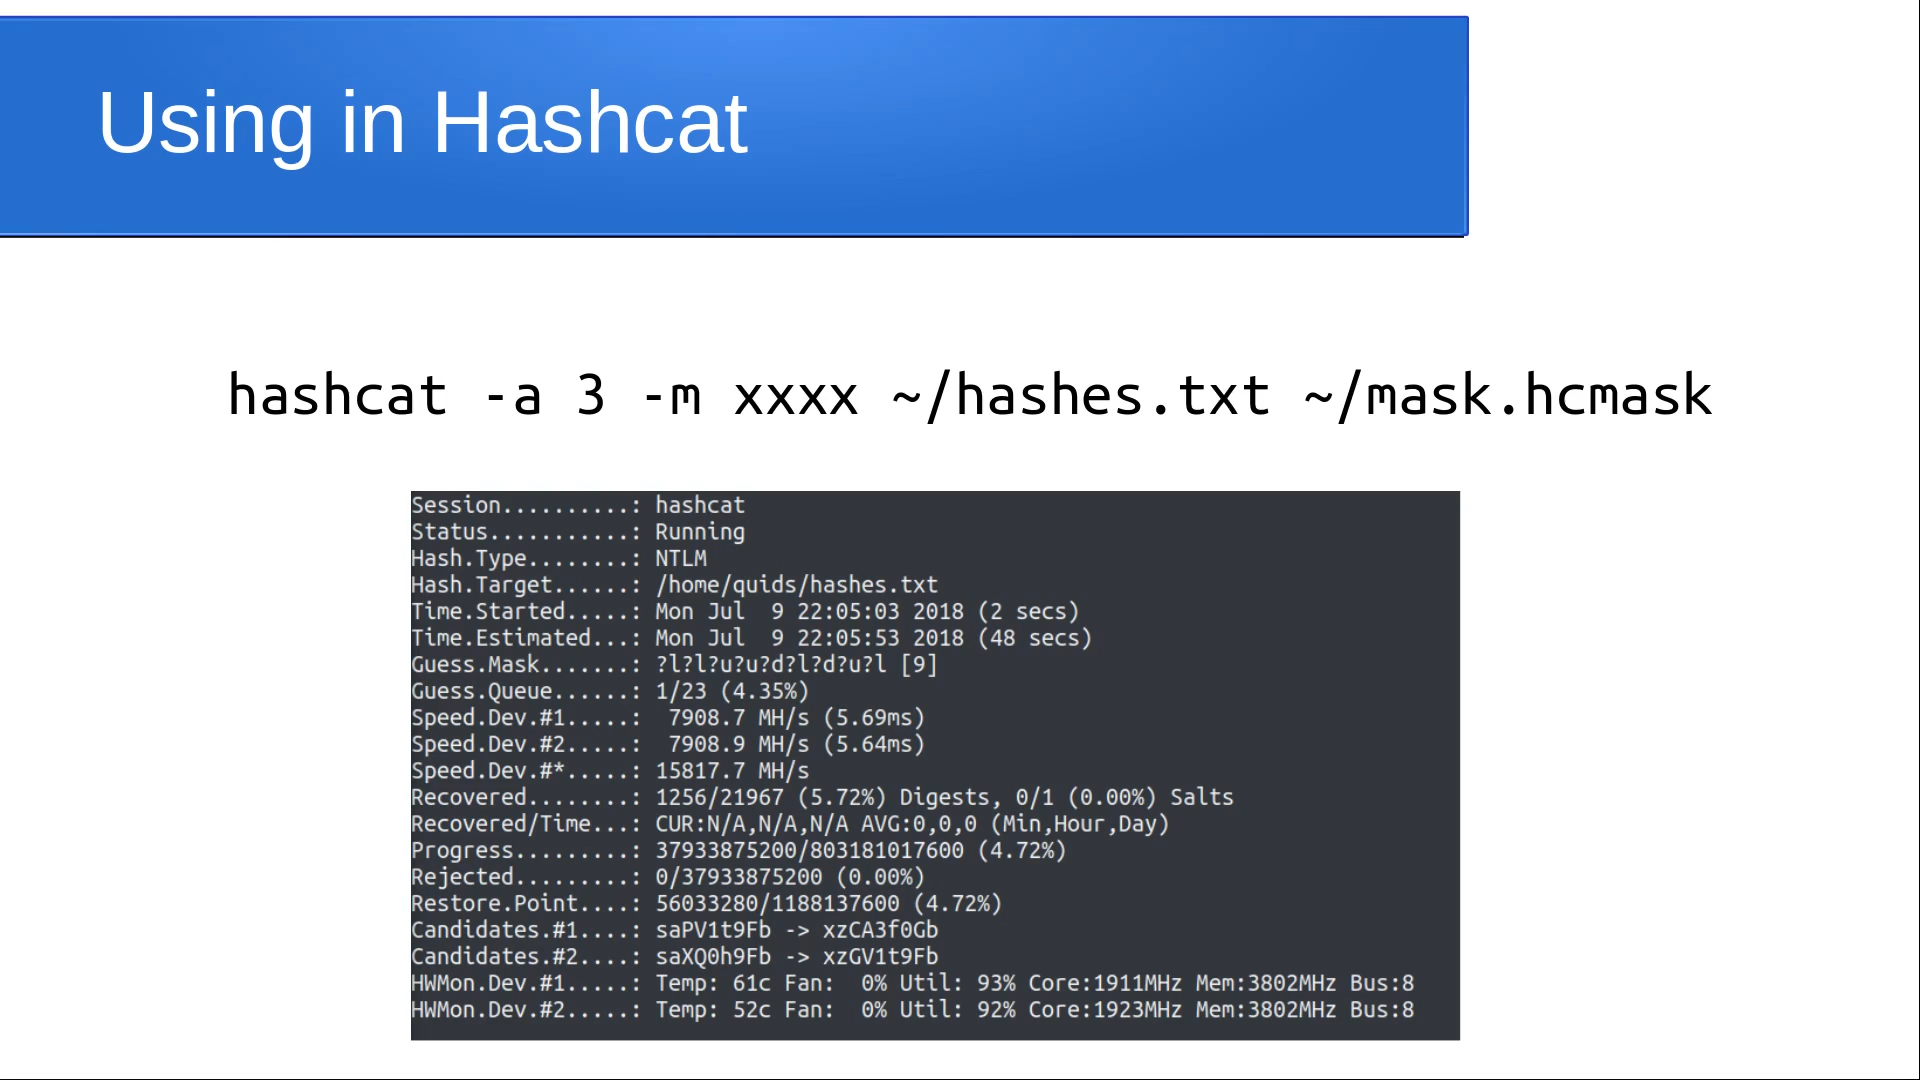 Using in Hashcat
hashcat -a 3 -m xxxx ~/hashes.txt ~/mask.hcmask
Session..........: hashcat
Status...........: Running
Hash.Type........: NTLM
Hash.Target......: /home/quids/hashes.txt
Time.Started.....: Mon Jul  9 22:05:03 2018 (2 secs)
Time.Estimated...: Mon Jul  9 22:05:53 2018 (48 secs)
Guess.Mask.......: ?l?l?u?u?d?l?d?u?l [9]
Guess.Queue......: 1/23 (4.35%)
Speed.Dev.#1.....:  7908.7 MH/s (5.69ms)
Speed.Dev.#2.....:  7908.9 MH/s (5.64ms)
Speed.Dev.#*.....: 15817.7 MH/s
Recovered........: 1256/21967 (5.72%) Digests, 0/1 (0.00%) Salts
Recovered/Time...: CUR:N/A,N/A,N/A AVG:0,0,0 (Min,Hour,Day)
Progress.........: 37933875200/803181017600 (4.72%)
Rejected.........: 0/37933875200 (0.00%)
Restore.Point....: 56033280/1188137600 (4.72%)
Candidates.#1....: saPV1t9Fb -> xzCA3f0Gb
Candidates.#2....: saXQ0h9Fb -> xzGV1t9Fb
HWMon.Dev.#1.....: Temp: 61c Fan:  0% Util: 93% Core:1911MHz Mem:3802MHz Bus:8
HWMon.Dev.#2.....: Temp: 52c Fan:  0% Util: 92% Core:1923MHz Mem:3802MHz Bus:8